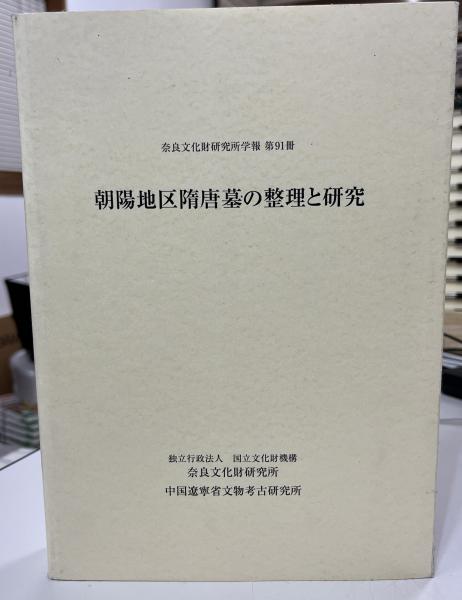 奈良文化財研究所学報 第91冊
朝陽地区隋唐墓の整理と研究
独立行政法人 国立文化財機構
奈良文化財研究所
中国遼寧省文物考古研究所